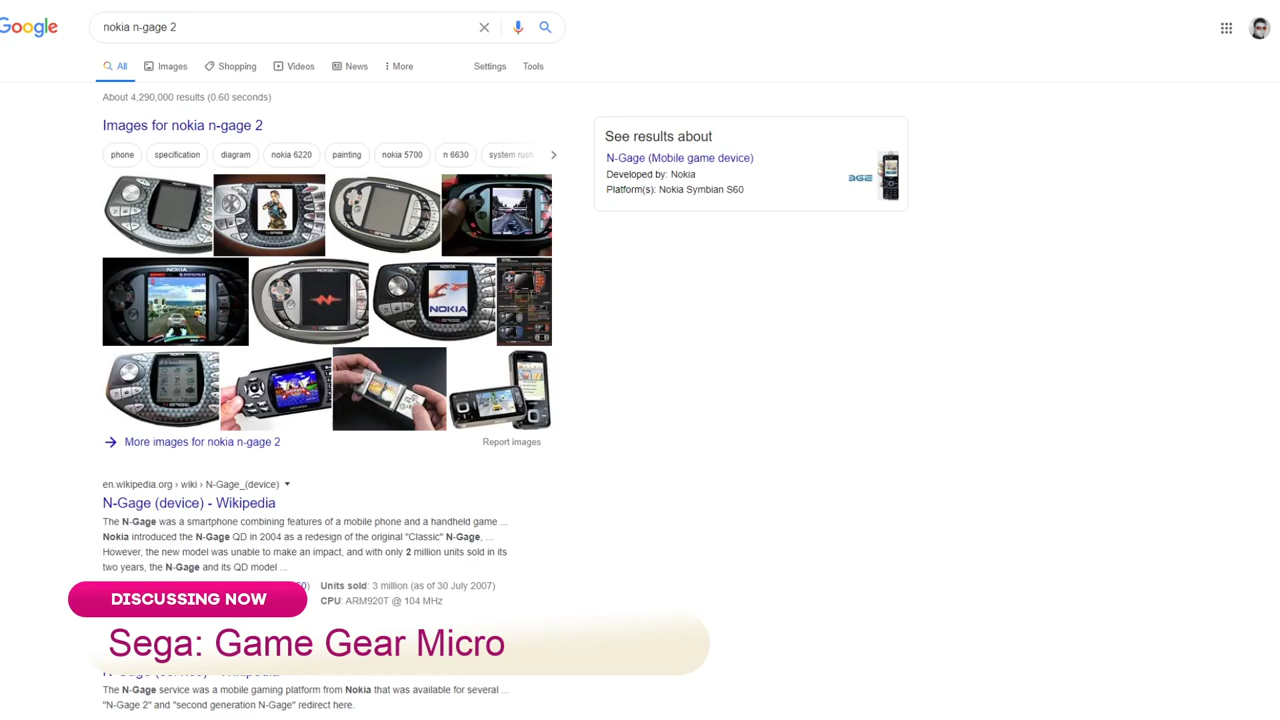 Google
nokia n-gage 2
All Images Shopping Videos News More Settings Tools
About 4,290,000 results (0.60 seconds)
Images for nokia n-gage 2
phone specification diagram nokia 6220 painting nokia 5700 n 6630 system rush
NOKIA
More images for nokia n-gage 2 Report images
See results about
N-Gage (Mobile game device)
Developed by: Nokia
Platform(s): Nokia Symbian S60
en.wikipedia.org › wiki › N-Gage_(device)
N-Gage (device) - Wikipedia
The N-Gage was a smartphone combining features of a mobile phone and a handheld game ...
Nokia introduced the N-Gage QD in 2004 as a redesign of the original "Classic" N-Gage, ...
However, the new model was unable to make an impact, and with only 2 million units sold in its
two years, the N-Gage and its QD model ...
Units sold: 3 million (as of 30 July 2007)
CPU: ARM920T @ 104 MHz
DISCUSSING NOW
Sega: Game Gear Micro
The N-Gage service was a mobile gaming platform from Nokia that was available for several ...
"N-Gage 2" and "second generation N-Gage" redirect here.